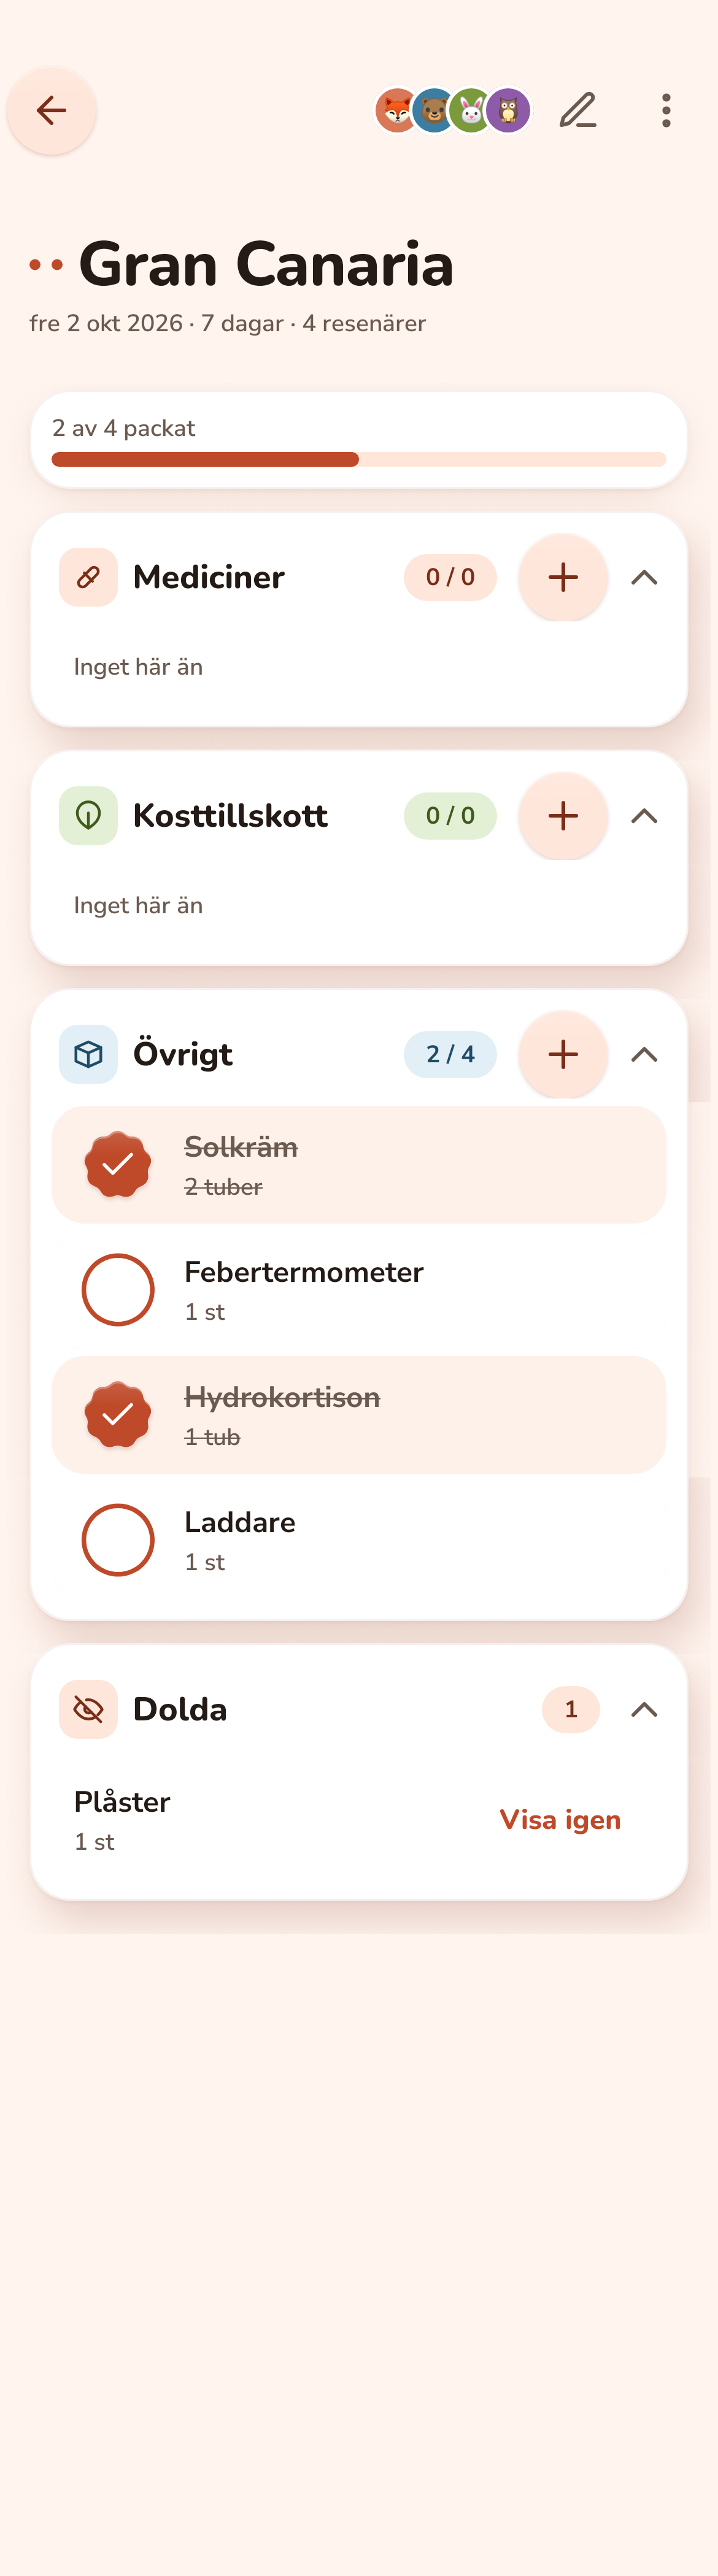 Gran Canaria
fre 2 okt 2026 · 7 dagar · 4 resenärer
2 av 4 packat
Mediciner
0 / 0
Inget här än
Kosttillskott
0 / 0
Inget här än
Övrigt
2 / 4
Solkräm
2 tuber
Febertermometer
1 st
Hydrokortison
1 tub
Laddare
1 st
Dolda
1
Plåster
1 st
Visa igen